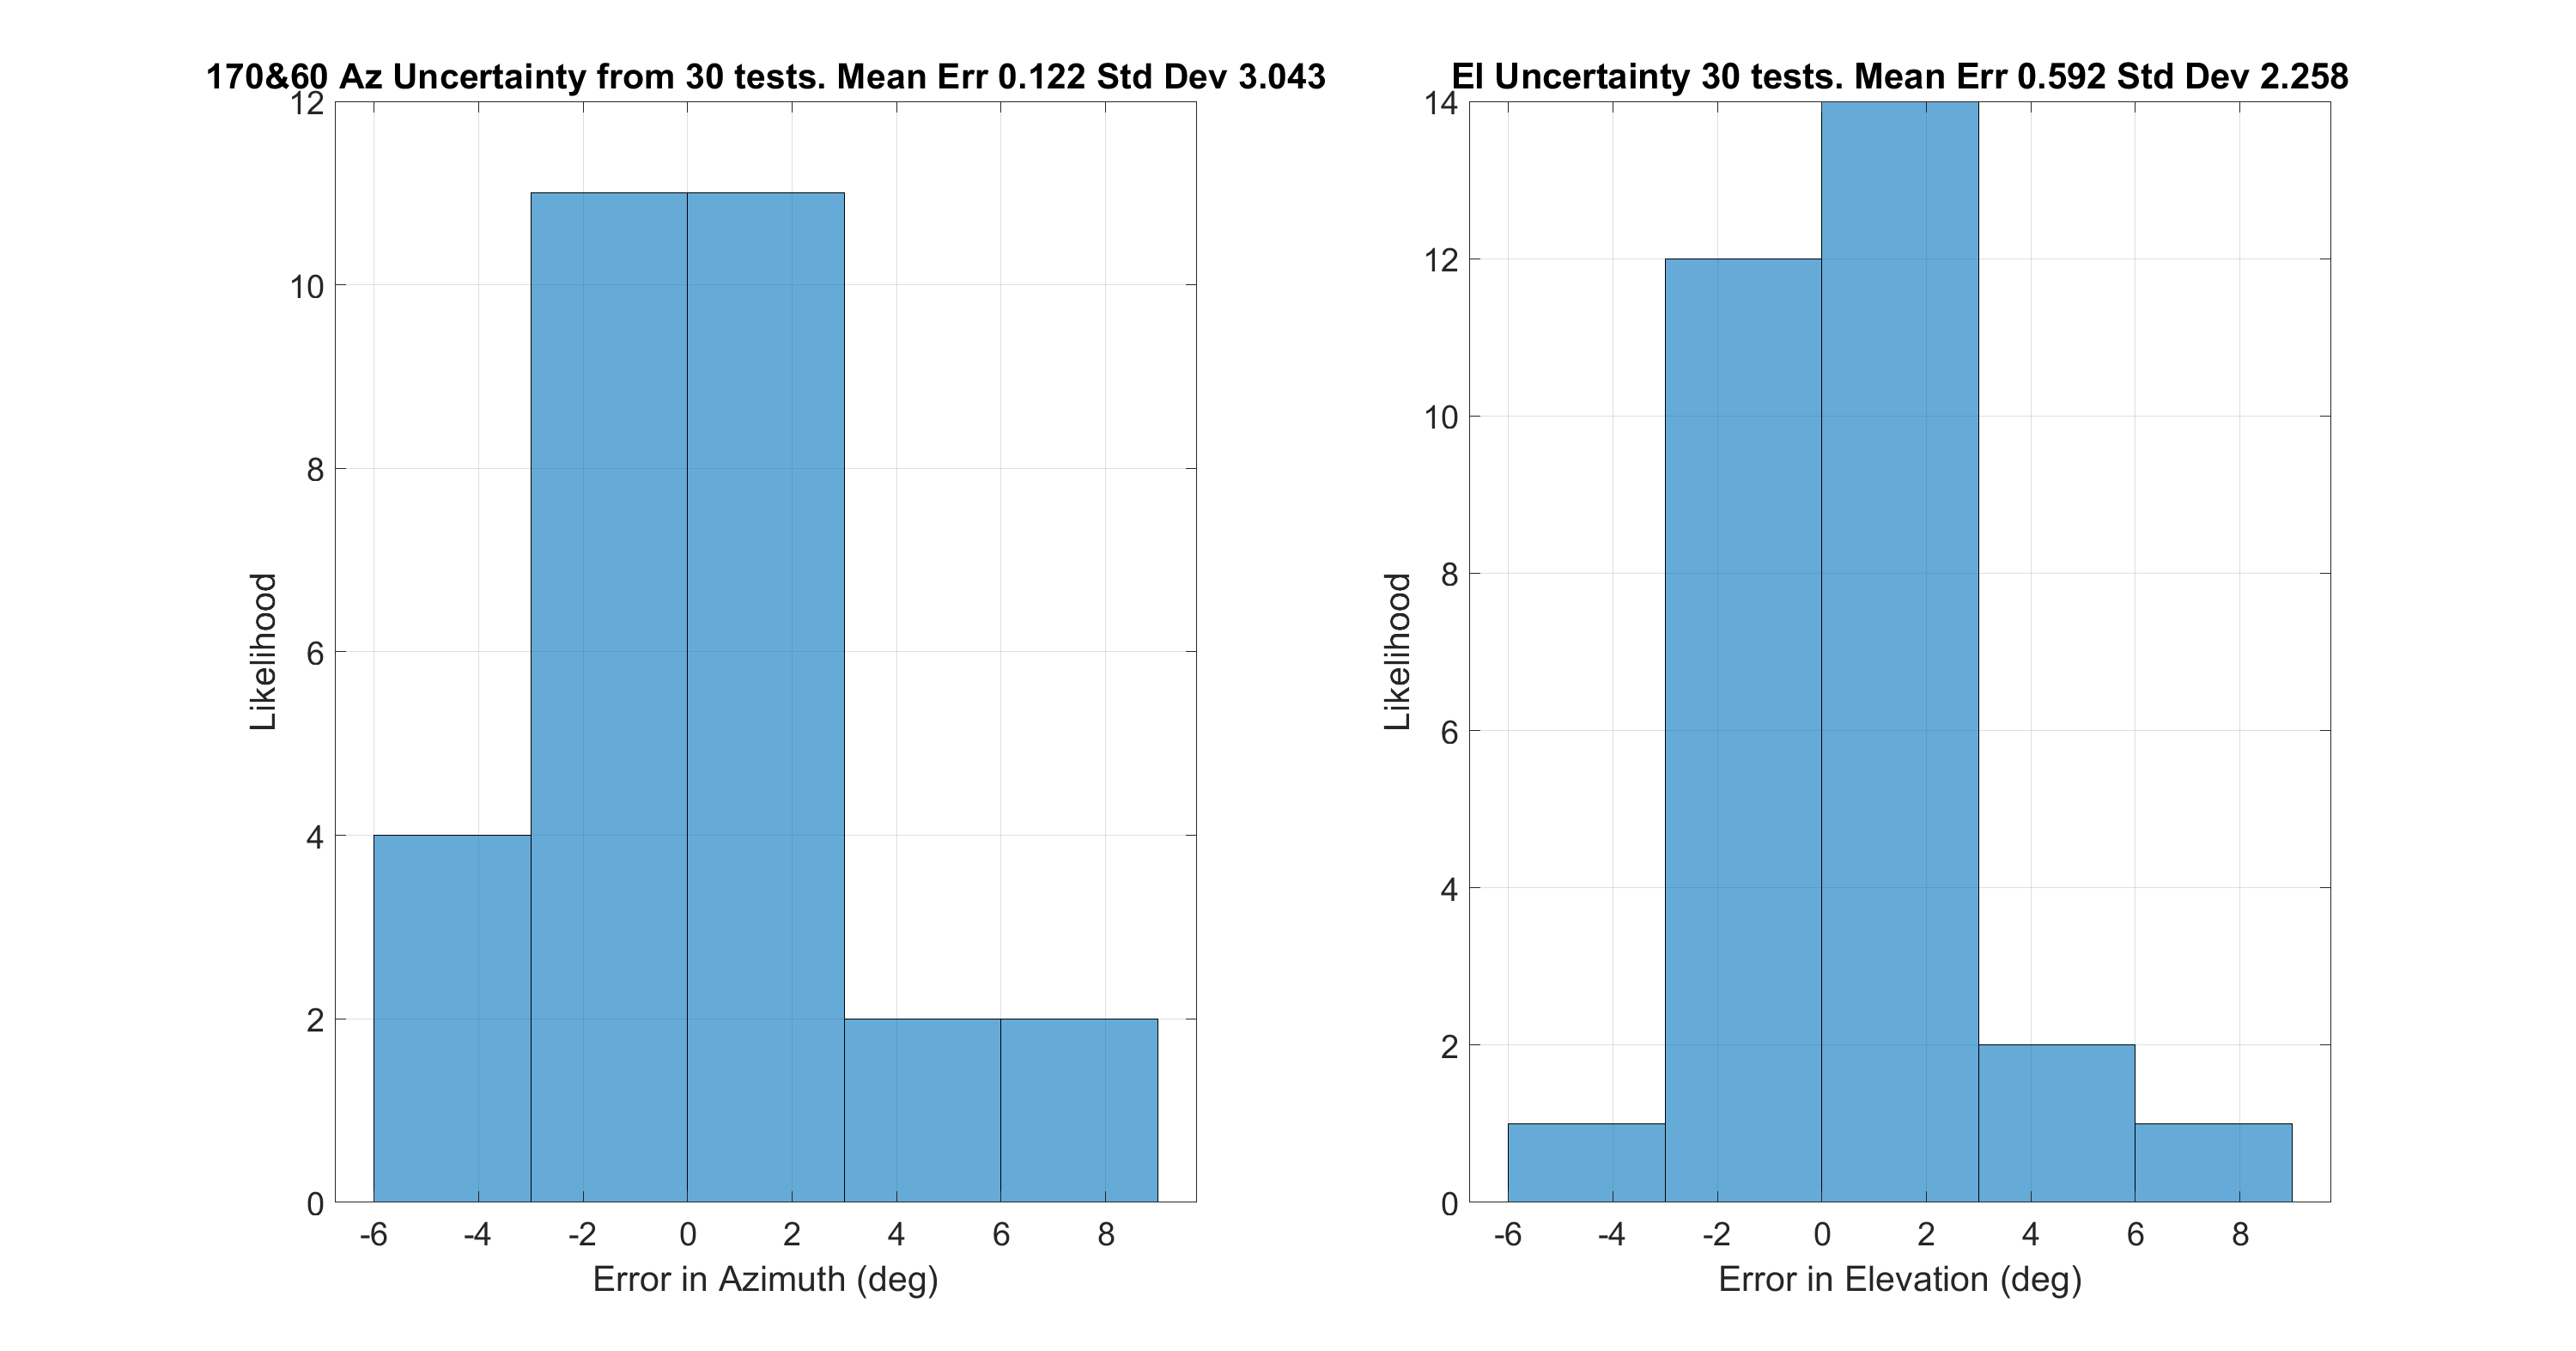 170&60 Az Uncertainty from 30 tests. Mean Err 0.122 Std Dev 3.043
12
10
8
6
4
2
0
Likelihood
-6 -4 -2 0 2 4 6 8
Error in Azimuth (deg)
El Uncertainty 30 tests. Mean Err 0.592 Std Dev 2.258
14
12
10
8
6
4
2
0
Likelihood
-6 -4 -2 0 2 4 6 8
Error in Elevation (deg)